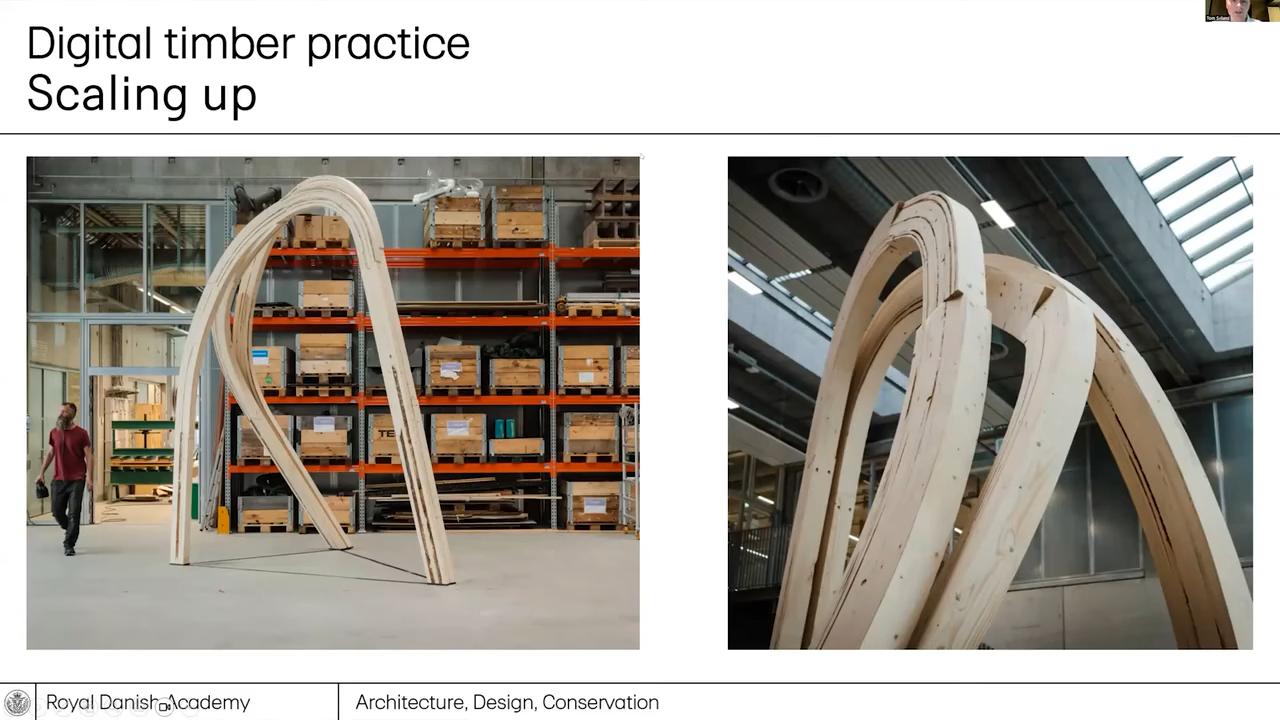 Digital timber practice
Scaling up
Royal Danish Academy
Architecture, Design, Conservation